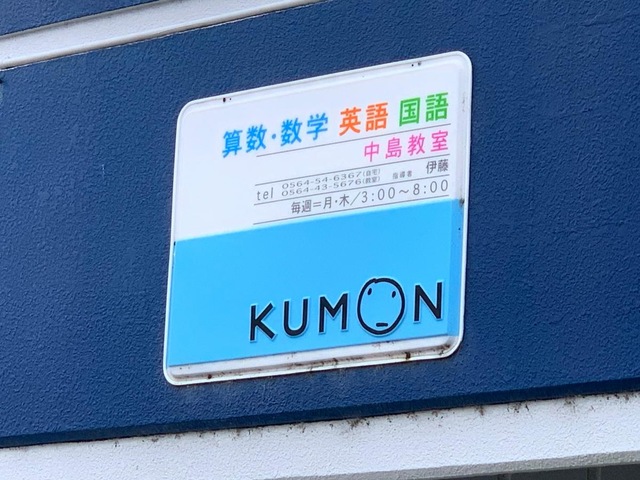 算数・数学 英語 国語
中島教室
tel 0564-54-6367(自宅)
0564-43-5676(教室) 指導者 伊藤
毎週=月・木/3:00～8:00
KUMON